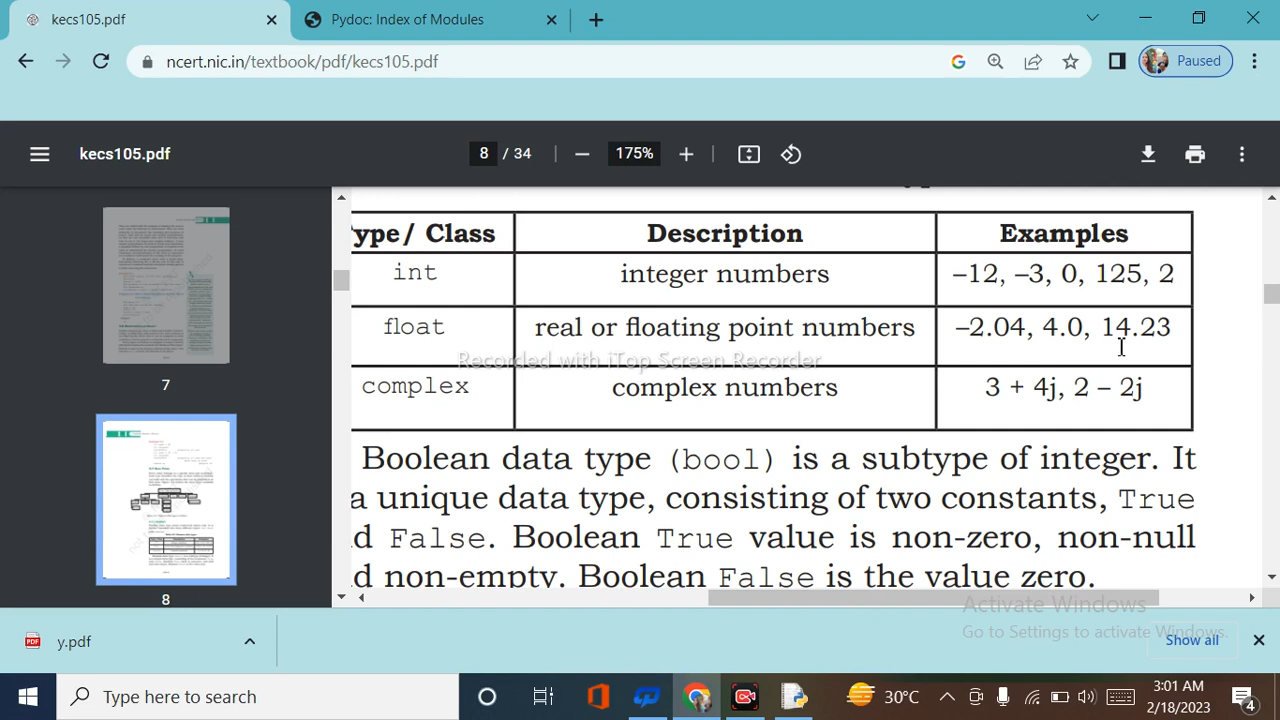 kecs105.pdf
Pydoc: Index of Modules
ncert.nic.in/textbook/pdf/kecs105.pdf
Paused
kecs105.pdf
8 / 34
175%
ype/ Class Description Examples
int integer numbers –12, –3, 0, 125, 2
float real or floating point numbers –2.04, 4.0, 14.23
Recorded with iTop Screen Recorder
complex complex numbers 3 + 4j, 2 – 2j
Boolean data type (bool) is a subtype of integer. It
a unique data type, consisting of two constants, True
d False. Boolean True value is non-zero, non-null
d non-empty. Boolean False is the value zero.
7
8
Activate Windows
Go to Settings to activate Windows.
PDF
y.pdf
Show all
Type here to search
30°C
3:01 AM
2/18/2023
4